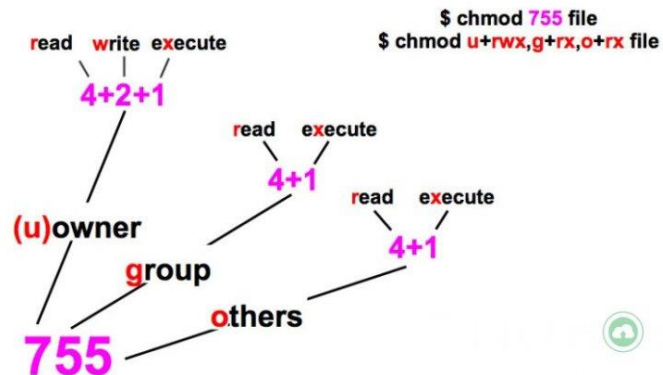 $ chmod 755 file
$ chmod u+rwx,g+rx,o+rx file
read write execute
4+2+1
read execute
4+1
read execute
4+1
(u)owner
group
others
755